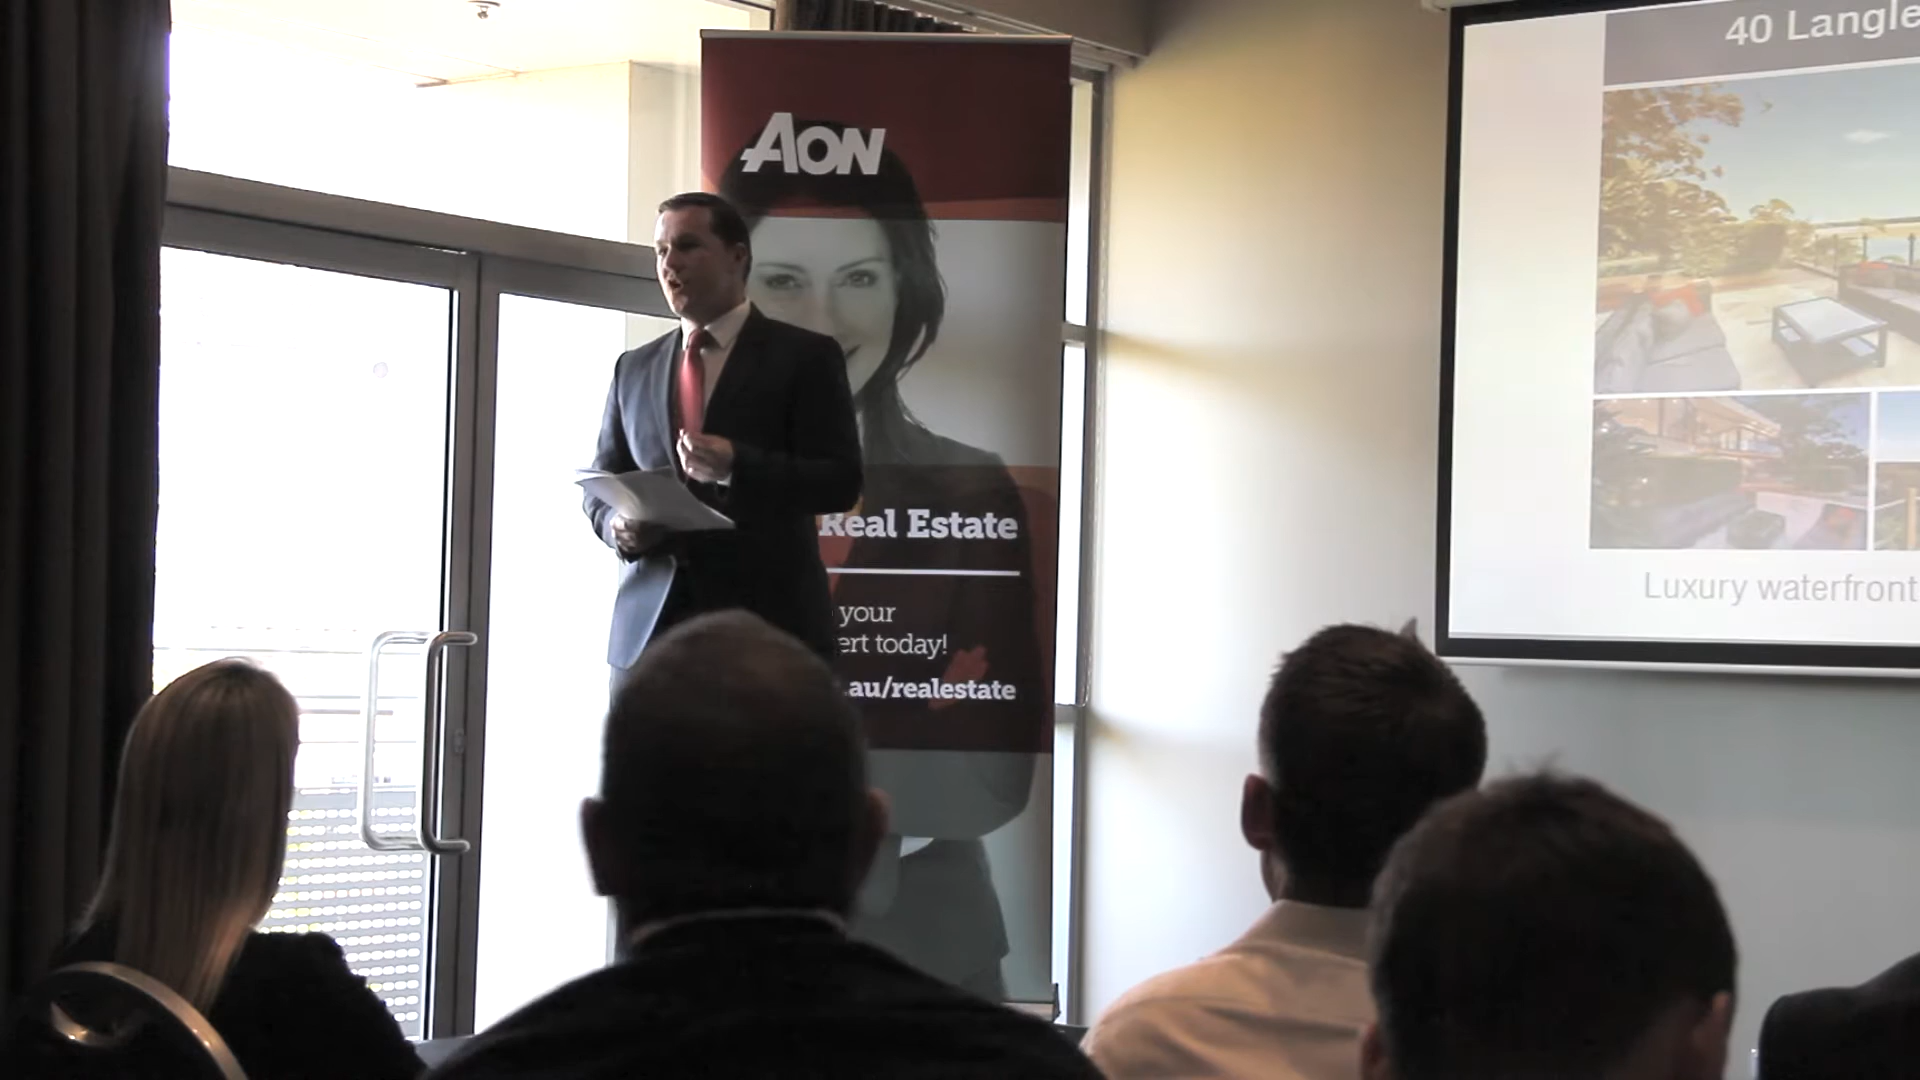 AON
Real Estate
your
ert today!
.au/realestate
40 Langle
Luxury waterfront